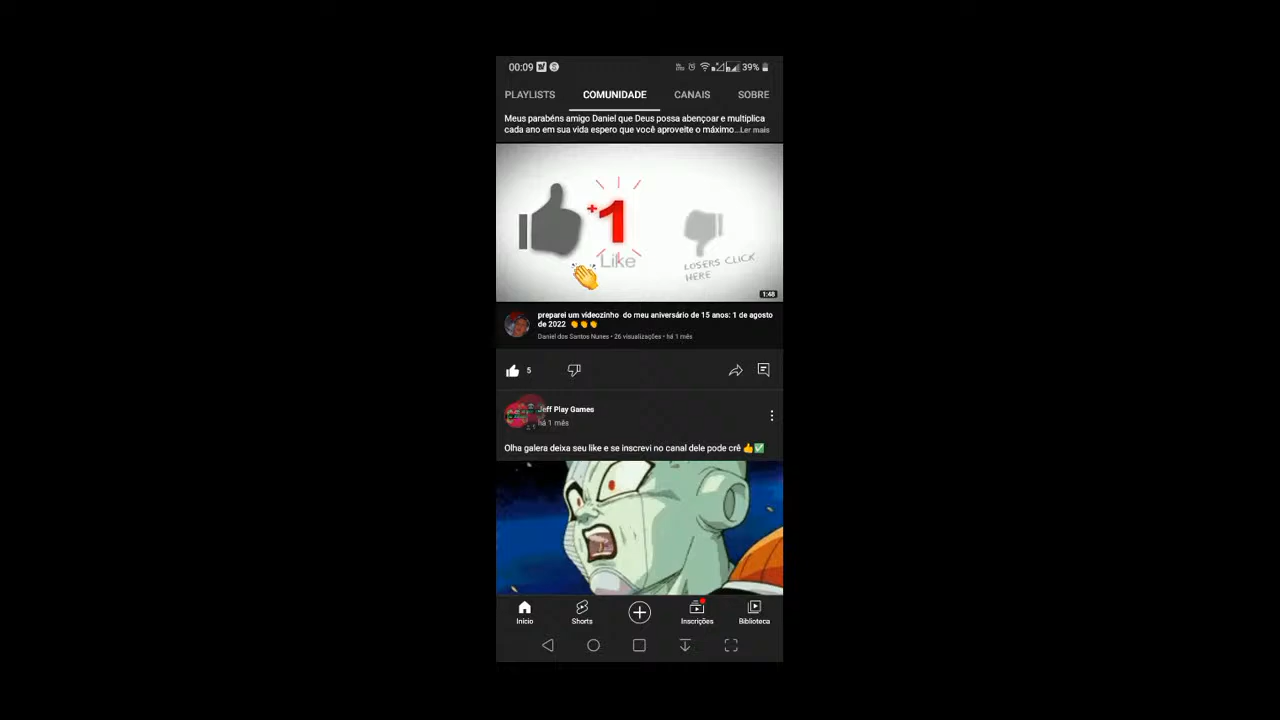 00:09 39%
PLAYLISTS COMUNIDADE CANAIS SOBRE
Meus parabéns amigo Daniel que Deus possa abençoar e multiplica
cada ano em sua vida espero que você aproveite o máximo...Ler mais
+1
Like
LOSERS CLICK
HERE
1:48
preparei um videozinho do meu aniversário de 15 anos: 1 de agosto
de 2022 👏👏👏
Daniel dos Santos Nunes • 26 visualizações • há 1 mês
5
Jeff Play Games
há 1 mês
Olha galera deixa seu like e se inscrevi no canal dele pode crê 👍✅
Início Shorts Inscrições Biblioteca